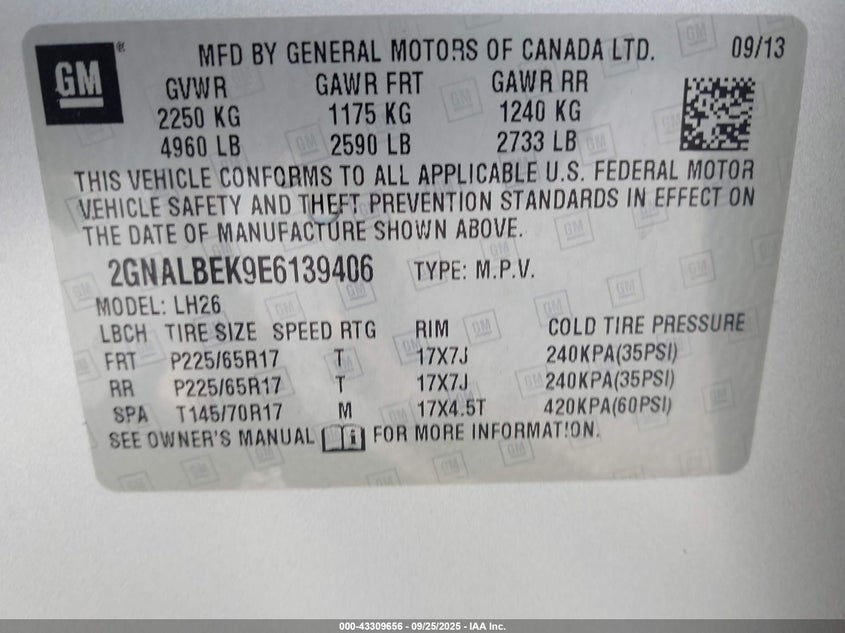 GM
MFD BY GENERAL MOTORS OF CANADA LTD. 09/13
GVWR GAWR FRT GAWR RR
2250 KG 1175 KG 1240 KG
4960 LB 2590 LB 2733 LB
THIS VEHICLE CONFORMS TO ALL APPLICABLE U.S. FEDERAL MOTOR
VEHICLE SAFETY AND THEFT PREVENTION STANDARDS IN EFFECT ON
THE DATE OF MANUFACTURE SHOWN ABOVE.
2GNALBEK9E6139406 TYPE: M.P.V.
MODEL: LH26
LBCH TIRE SIZE SPEED RTG RIM COLD TIRE PRESSURE
FRT P225/65R17 T 17X7J 240KPA(35PSI)
RR P225/65R17 T 17X7J 240KPA(35PSI)
SPA T145/70R17 M 17X4.5T 420KPA(60PSI)
SEE OWNER'S MANUAL i FOR MORE INFORMATION.
000-43309656 - 09/25/2025 - IAA Inc.